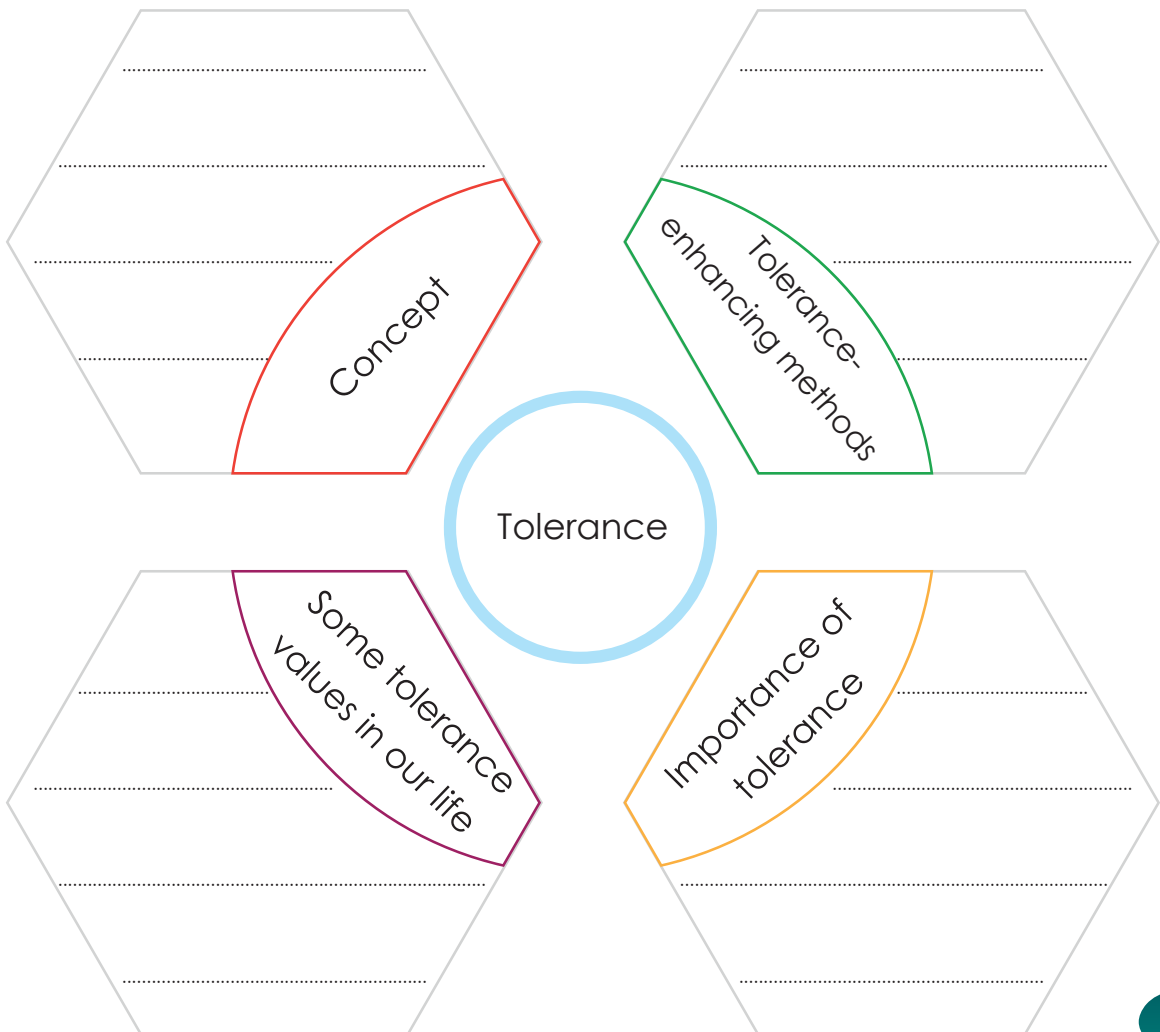 Concept
Tolerance-
enhancing methods
Tolerance
Some tolerance
values in our life
Importance of
tolerance